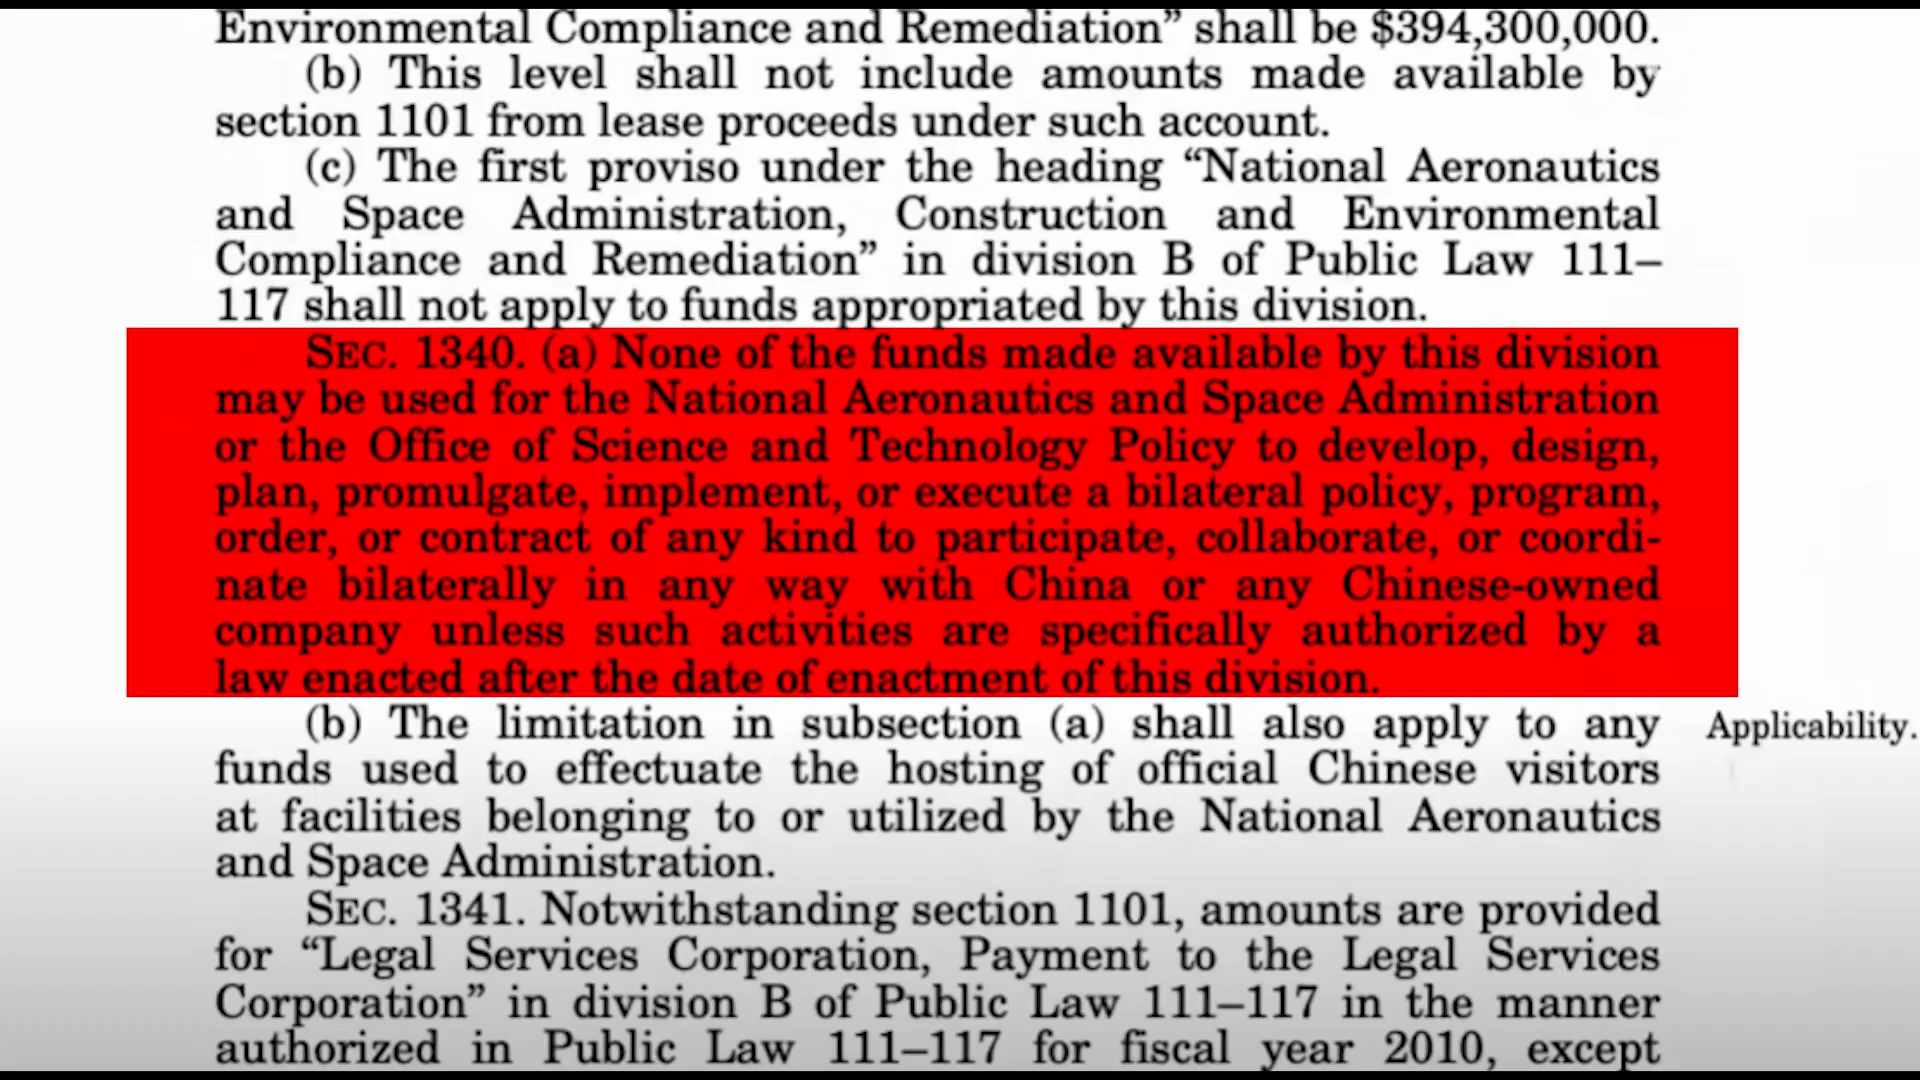 Environmental Compliance and Remediation” shall be $394,300,000.
(b) This level shall not include amounts made available by
section 1101 from lease proceeds under such account.
(c) The first proviso under the heading “National Aeronautics
and Space Administration, Construction and Environmental
Compliance and Remediation” in division B of Public Law 111–
117 shall not apply to funds appropriated by this division.
SEC. 1340. (a) None of the funds made available by this division
may be used for the National Aeronautics and Space Administration
or the Office of Science and Technology Policy to develop, design,
plan, promulgate, implement, or execute a bilateral policy, program,
order, or contract of any kind to participate, collaborate, or coordi-
nate bilaterally in any way with China or any Chinese-owned
company unless such activities are specifically authorized by a
law enacted after the date of enactment of this division.
(b) The limitation in subsection (a) shall also apply to any
Applicability.
funds used to effectuate the hosting of official Chinese visitors
at facilities belonging to or utilized by the National Aeronautics
and Space Administration.
SEC. 1341. Notwithstanding section 1101, amounts are provided
for “Legal Services Corporation, Payment to the Legal Services
Corporation” in division B of Public Law 111–117 in the manner
authorized in Public Law 111–117 for fiscal year 2010, except